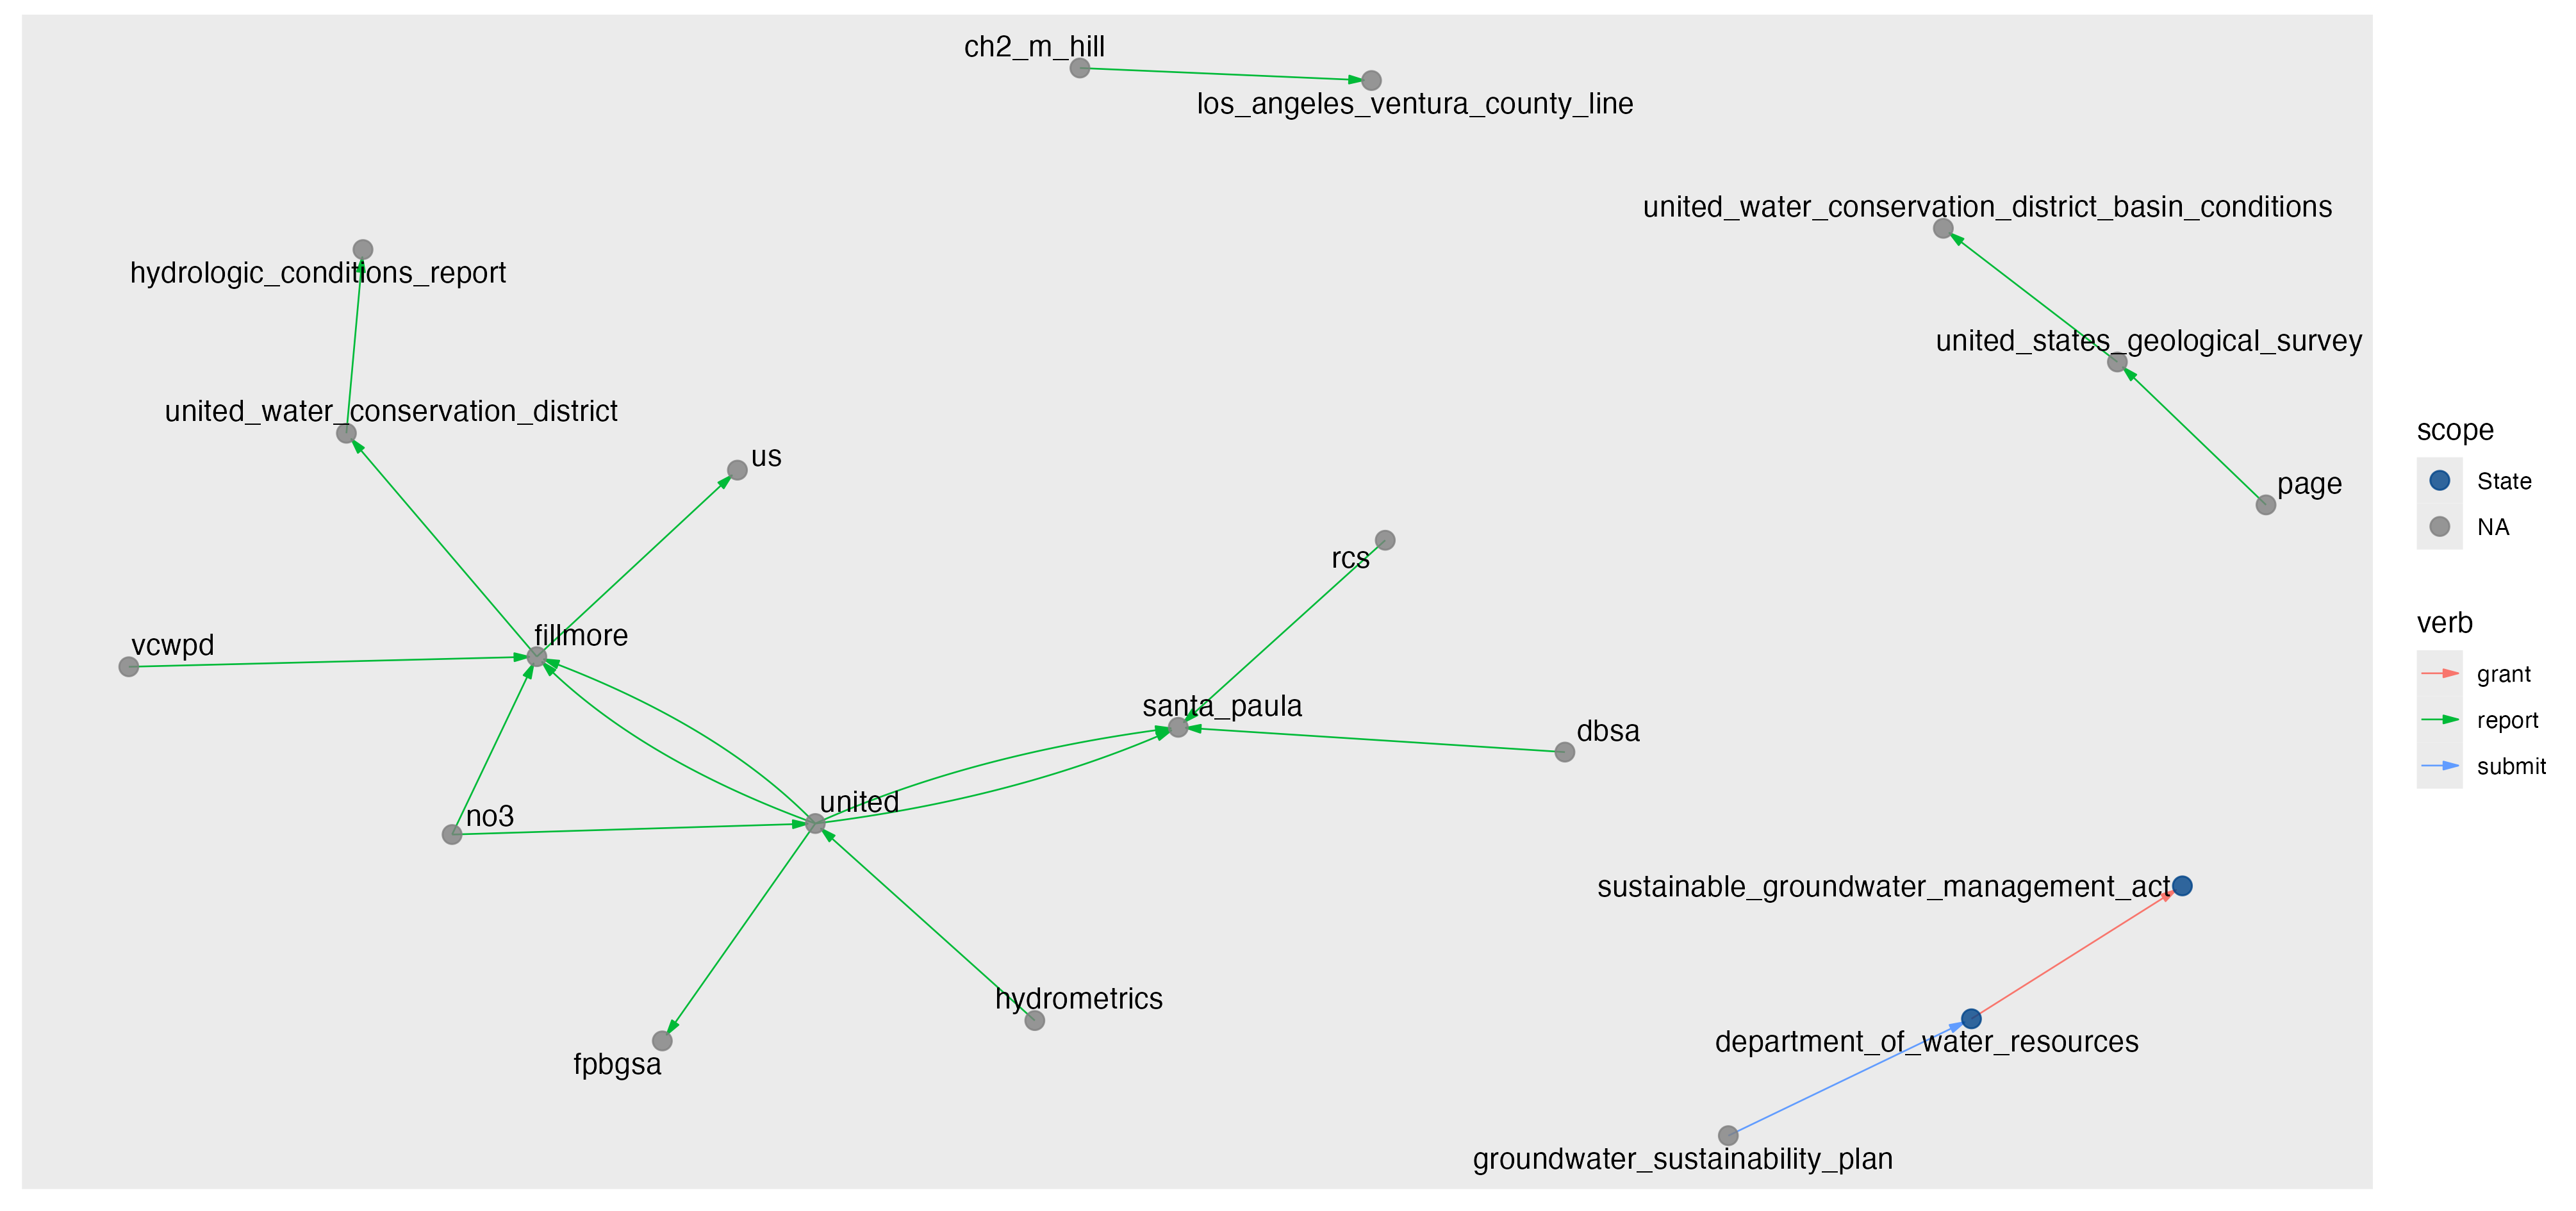 ch2_m_hill
los_angeles_ventura_county_line
united_water_conservation_district_basin_conditions
hydrologic_conditions_report
united_states_geological_survey
united_water_conservation_district
us
page
rcs
fillmore
vcwpd
santa_paula
dbsa
united
no3
sustainable_groundwater_management_act
hydrometrics
department_of_water_resources
fpbgsa
groundwater_sustainability_plan
scope
State
NA
verb
grant
report
submit